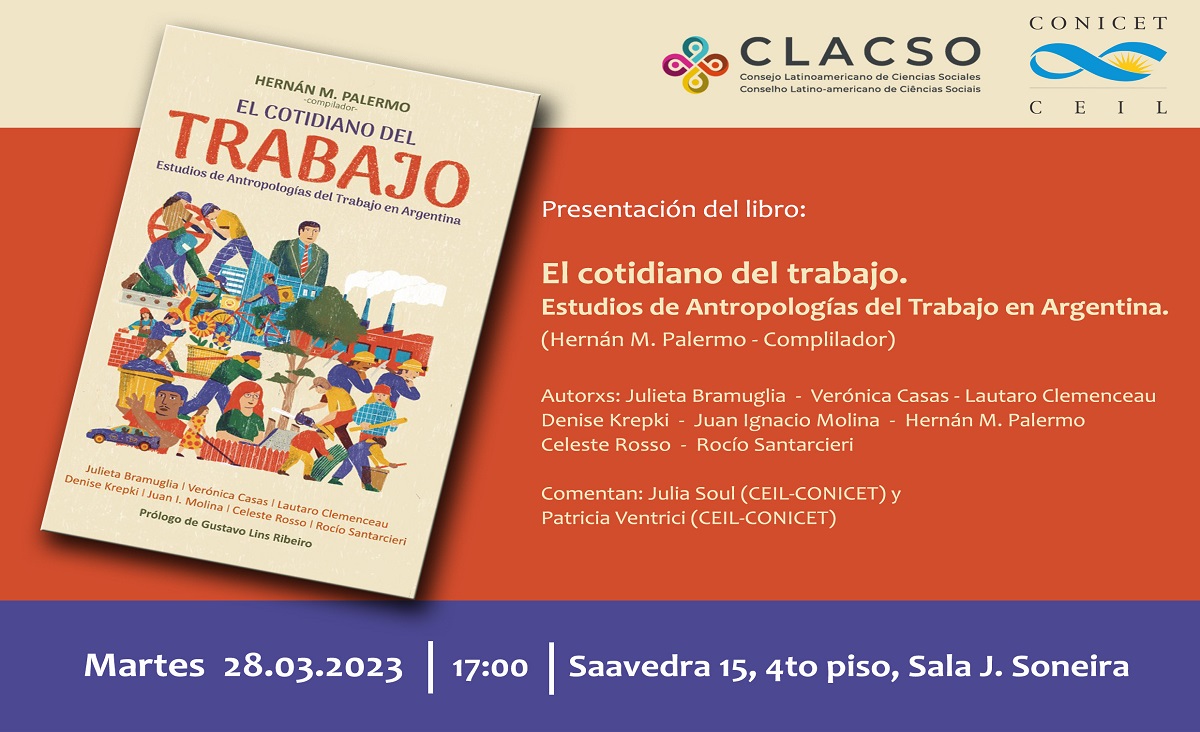 HERNÁN M. PALERMO
-compilador-
EL COTIDIANO DEL
TRABAJO
Estudios de Antropologías del Trabajo en Argentina
Julieta Bramuglia | Verónica Casas | Lautaro Clemenceau
Denise Krepki | Juan I. Molina | Celeste Rosso | Rocío Santarcieri
Prólogo de Gustavo Lins Ribeiro
CLACSO
Consejo Latinoamericano de Ciencias Sociales
Conselho Latino-americano de Ciências Sociais
CONICET
CEIL
Presentación del libro:
El cotidiano del trabajo.
Estudios de Antropologías del Trabajo en Argentina.
(Hernán M. Palermo - Complilador)
Autorxs: Julieta Bramuglia - Verónica Casas - Lautaro Clemenceau
Denise Krepki - Juan Ignacio Molina - Hernán M. Palermo
Celeste Rosso - Rocío Santarcieri
Comentan: Julia Soul (CEIL-CONICET) y
Patricia Ventrici (CEIL-CONICET)
Martes 28.03.2023 | 17:00 | Saavedra 15, 4to piso, Sala J. Soneira